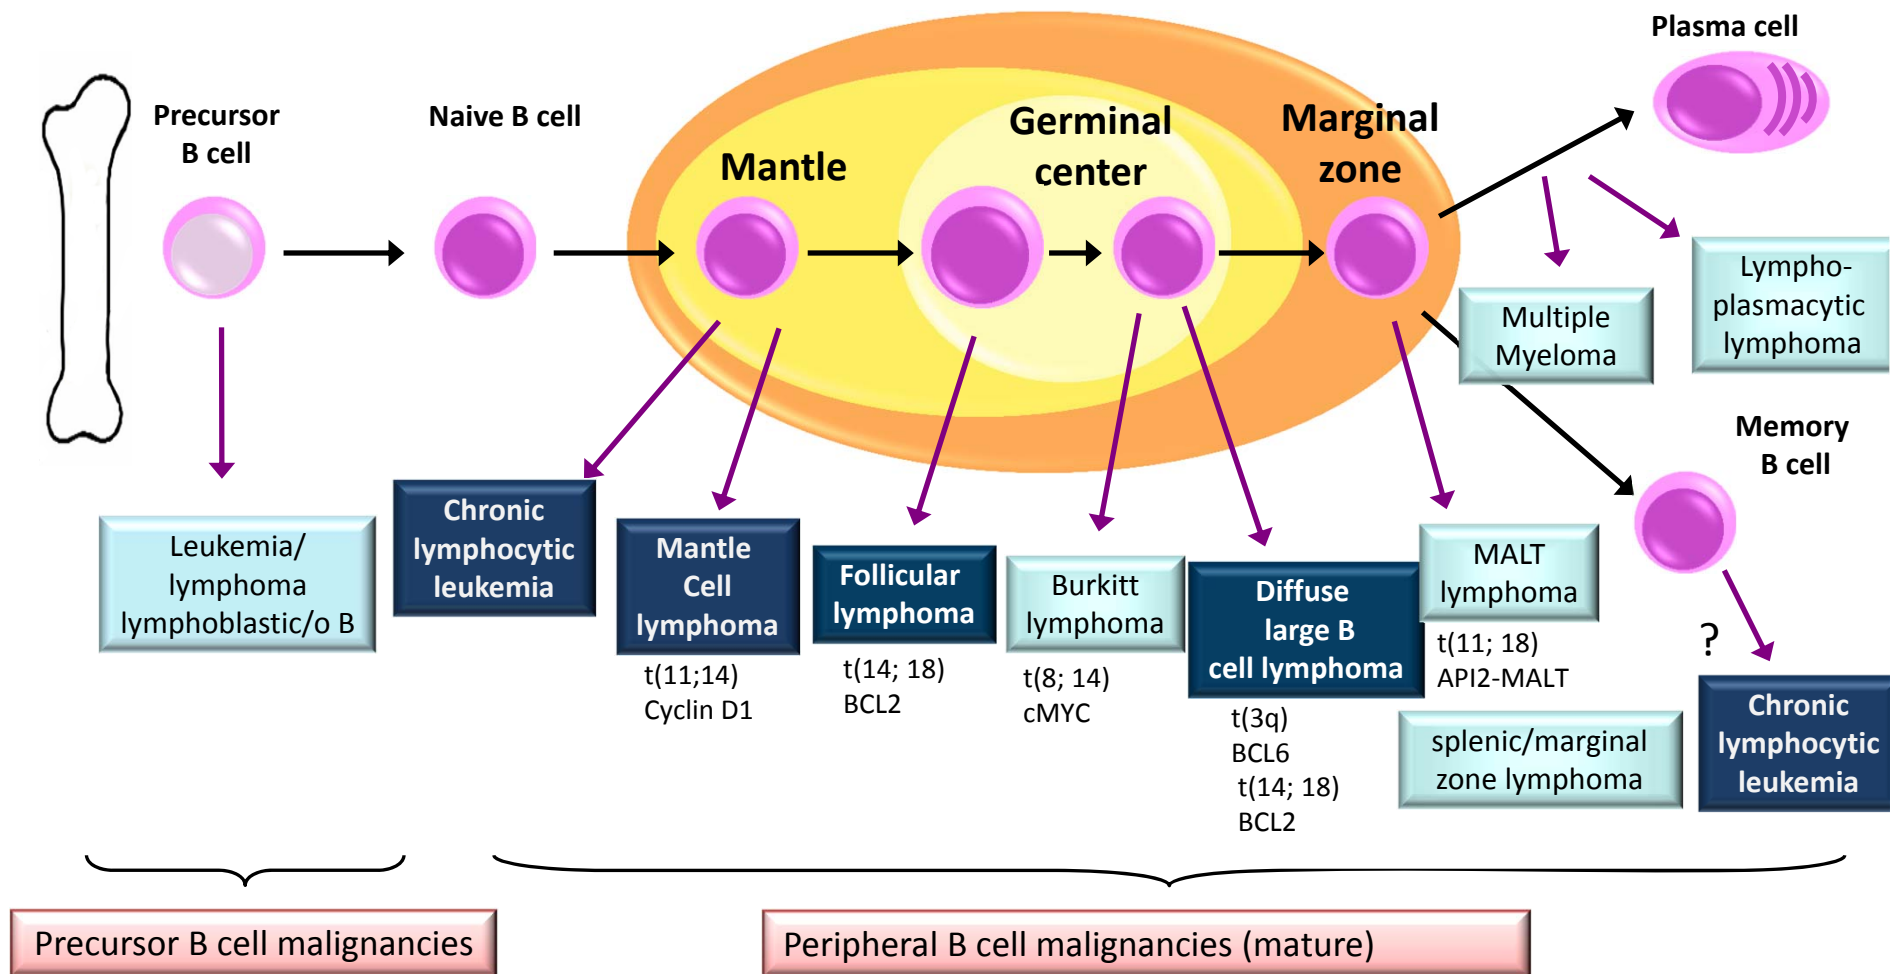 Plasma cell
Precursor
B cell
Naive B cell
Mantle
Germinal
center
Marginal
zone
Multiple
Myeloma
Lympho-
plasmacytic
lymphoma
Memory
B cell
Leukemia/
lymphoma
lymphoblastic/o B
Chronic
lymphocytic
leukemia
Mantle
Cell
lymphoma
t(11;14)
Cyclin D1
Follicular
lymphoma
t(14; 18)
BCL2
Burkitt
lymphoma
t(8; 14)
cMYC
Diffuse
large B
cell lymphoma
t(3q)
BCL6
t(14; 18)
BCL2
MALT
lymphoma
t(11; 18)
API2-MALT
splenic/marginal
zone lymphoma
?
Chronic
lymphocytic
leukemia
Precursor B cell malignancies
Peripheral B cell malignancies (mature)